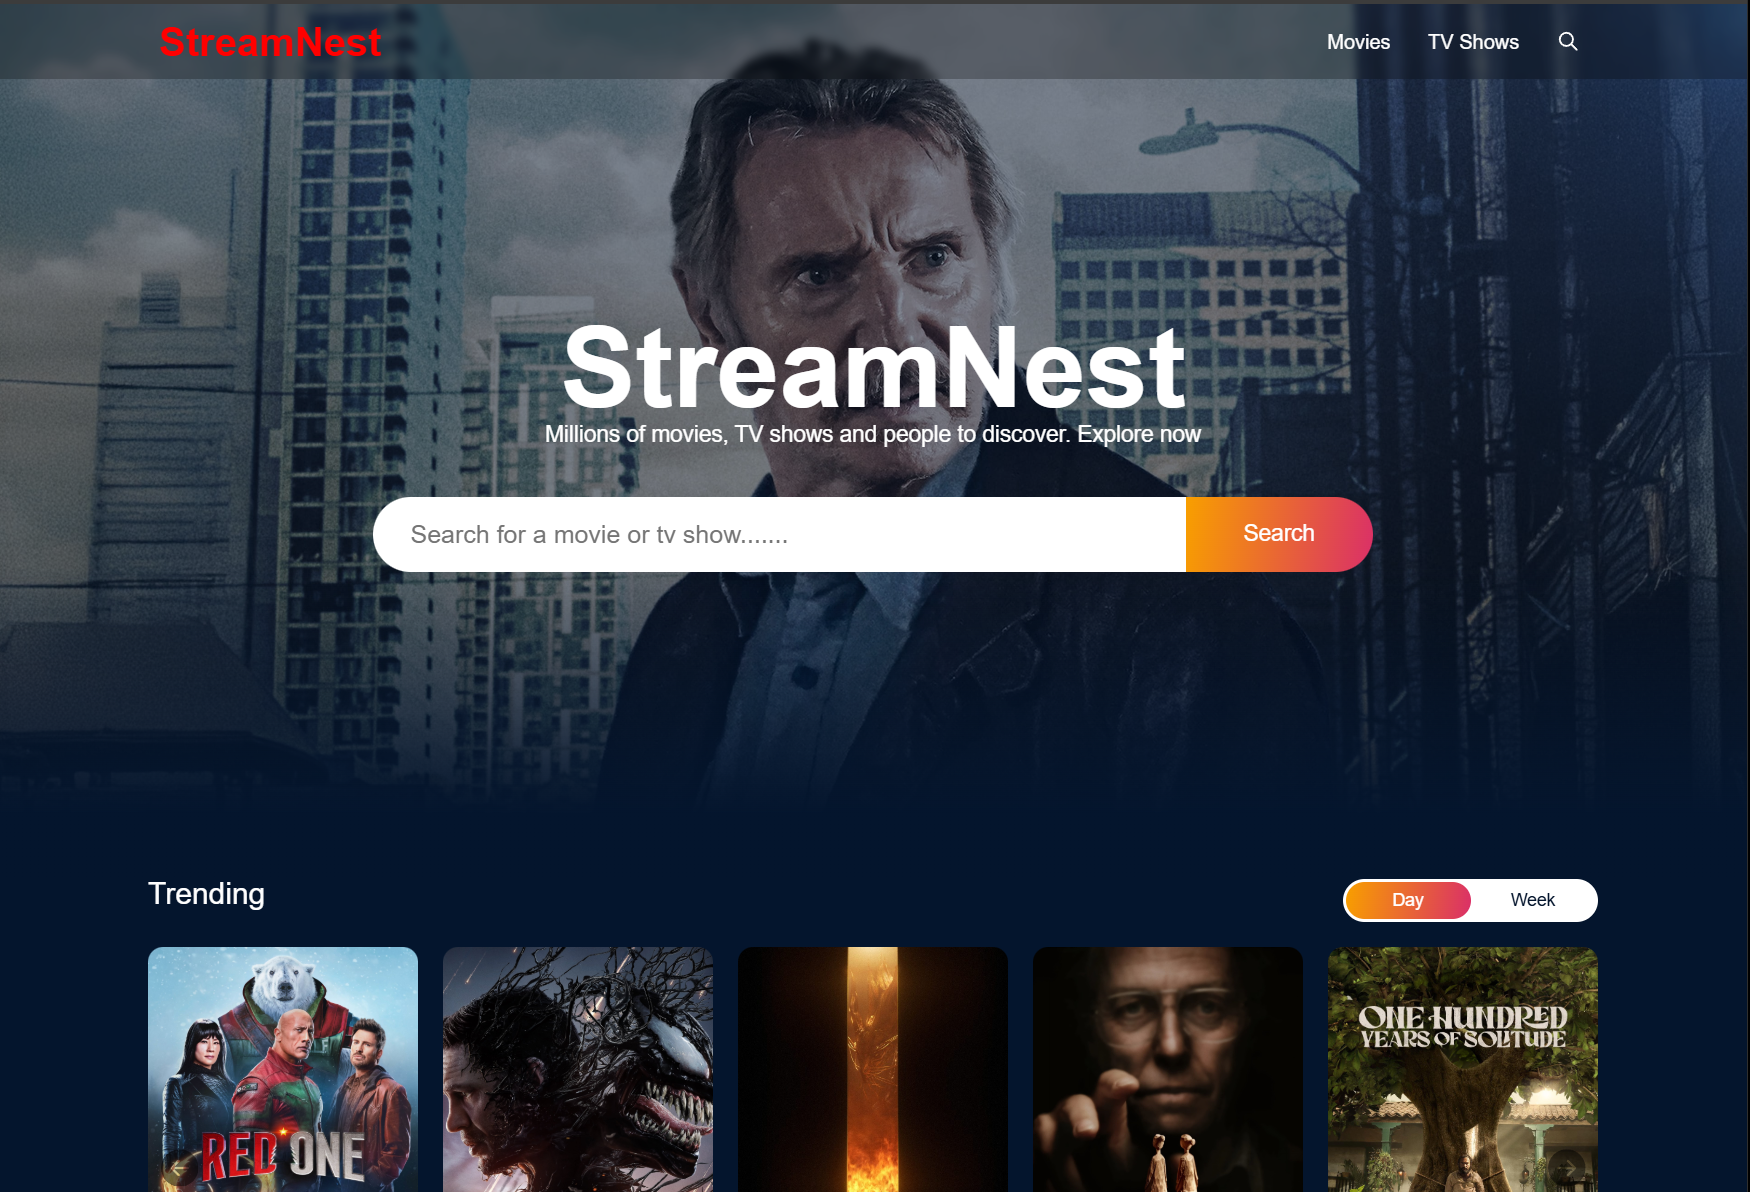 StreamNest
Movies
TV Shows
StreamNest
Millions of movies, TV shows and people to discover. Explore now
Search for a movie or tv show.......
Search
Trending
Day
Week
RED ONE
ONE HUNDRED
YEARS OF SOLITUDE